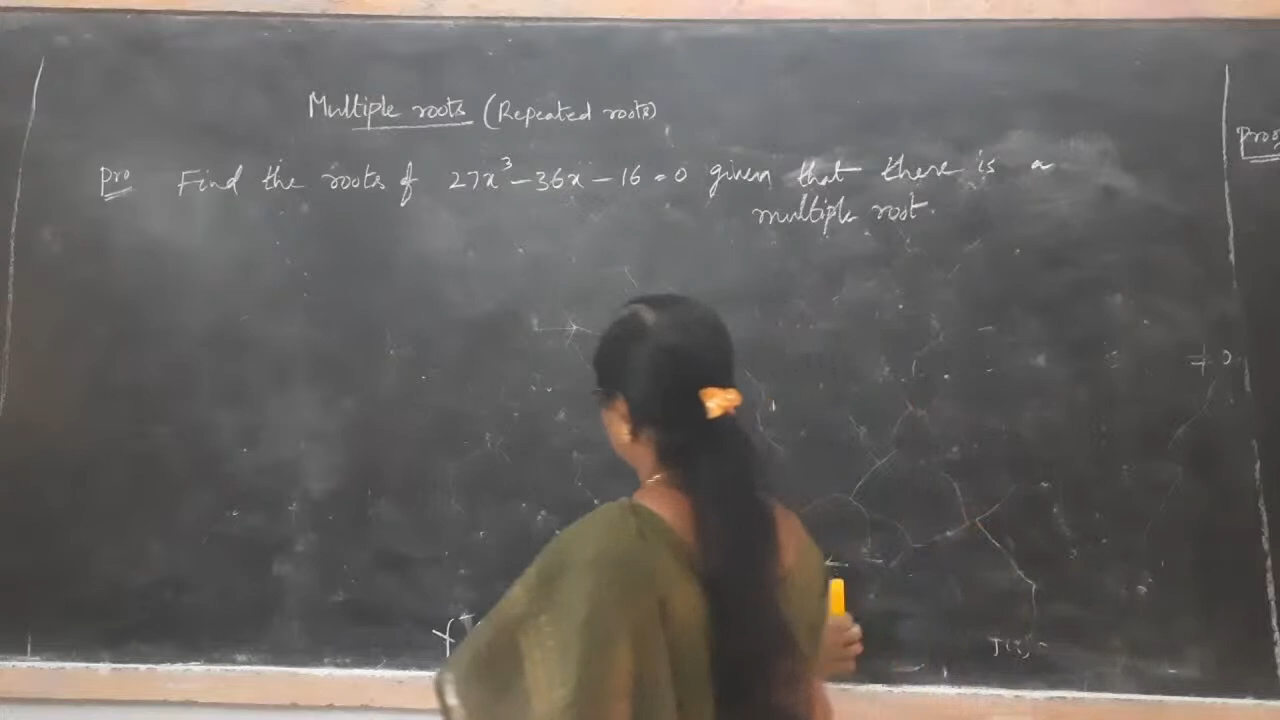 Multiple roots (Repeated roots)
Pro Find the roots of 27x³-36x-16=0 given that there is a
multiple root.
≠ 0